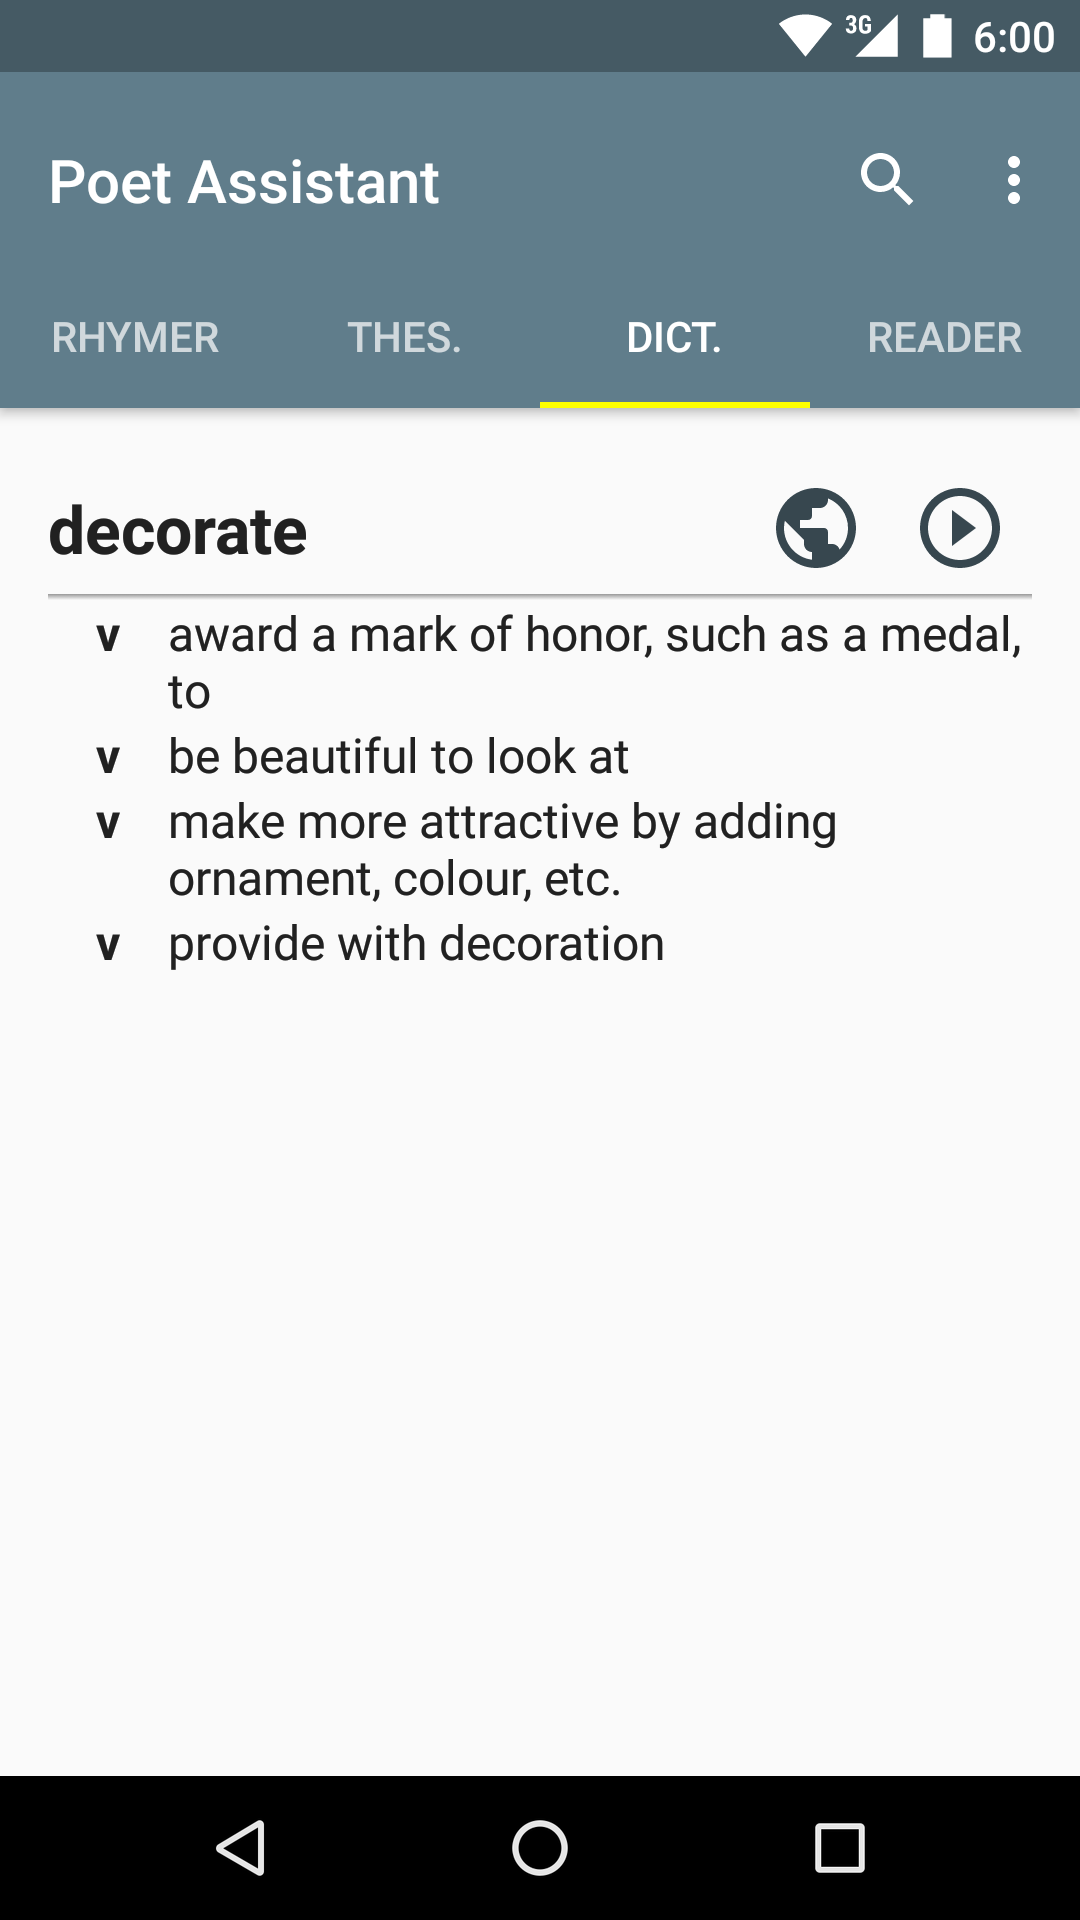 3G 6:00
Poet Assistant
RHYMER THES. DICT. READER
decorate
v award a mark of honor, such as a medal,
to
v be beautiful to look at
v make more attractive by adding
ornament, colour, etc.
v provide with decoration